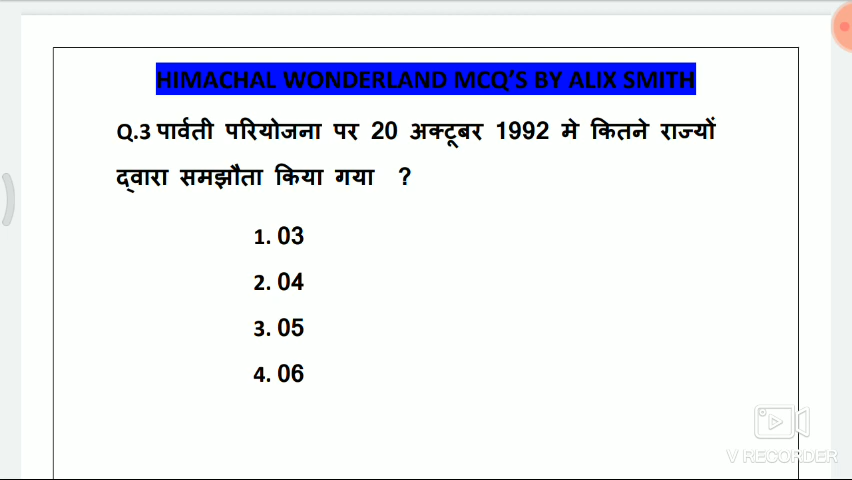 HIMACHAL WONDERLAND MCQ’S BY ALIX SMITH
Q.3 पार्वती परियोजना पर 20 अक्टूबर 1992 मे कितने राज्यों
द्वारा समझौता किया गया ?
1. 03
2. 04
3. 05
4. 06
V RECORDER